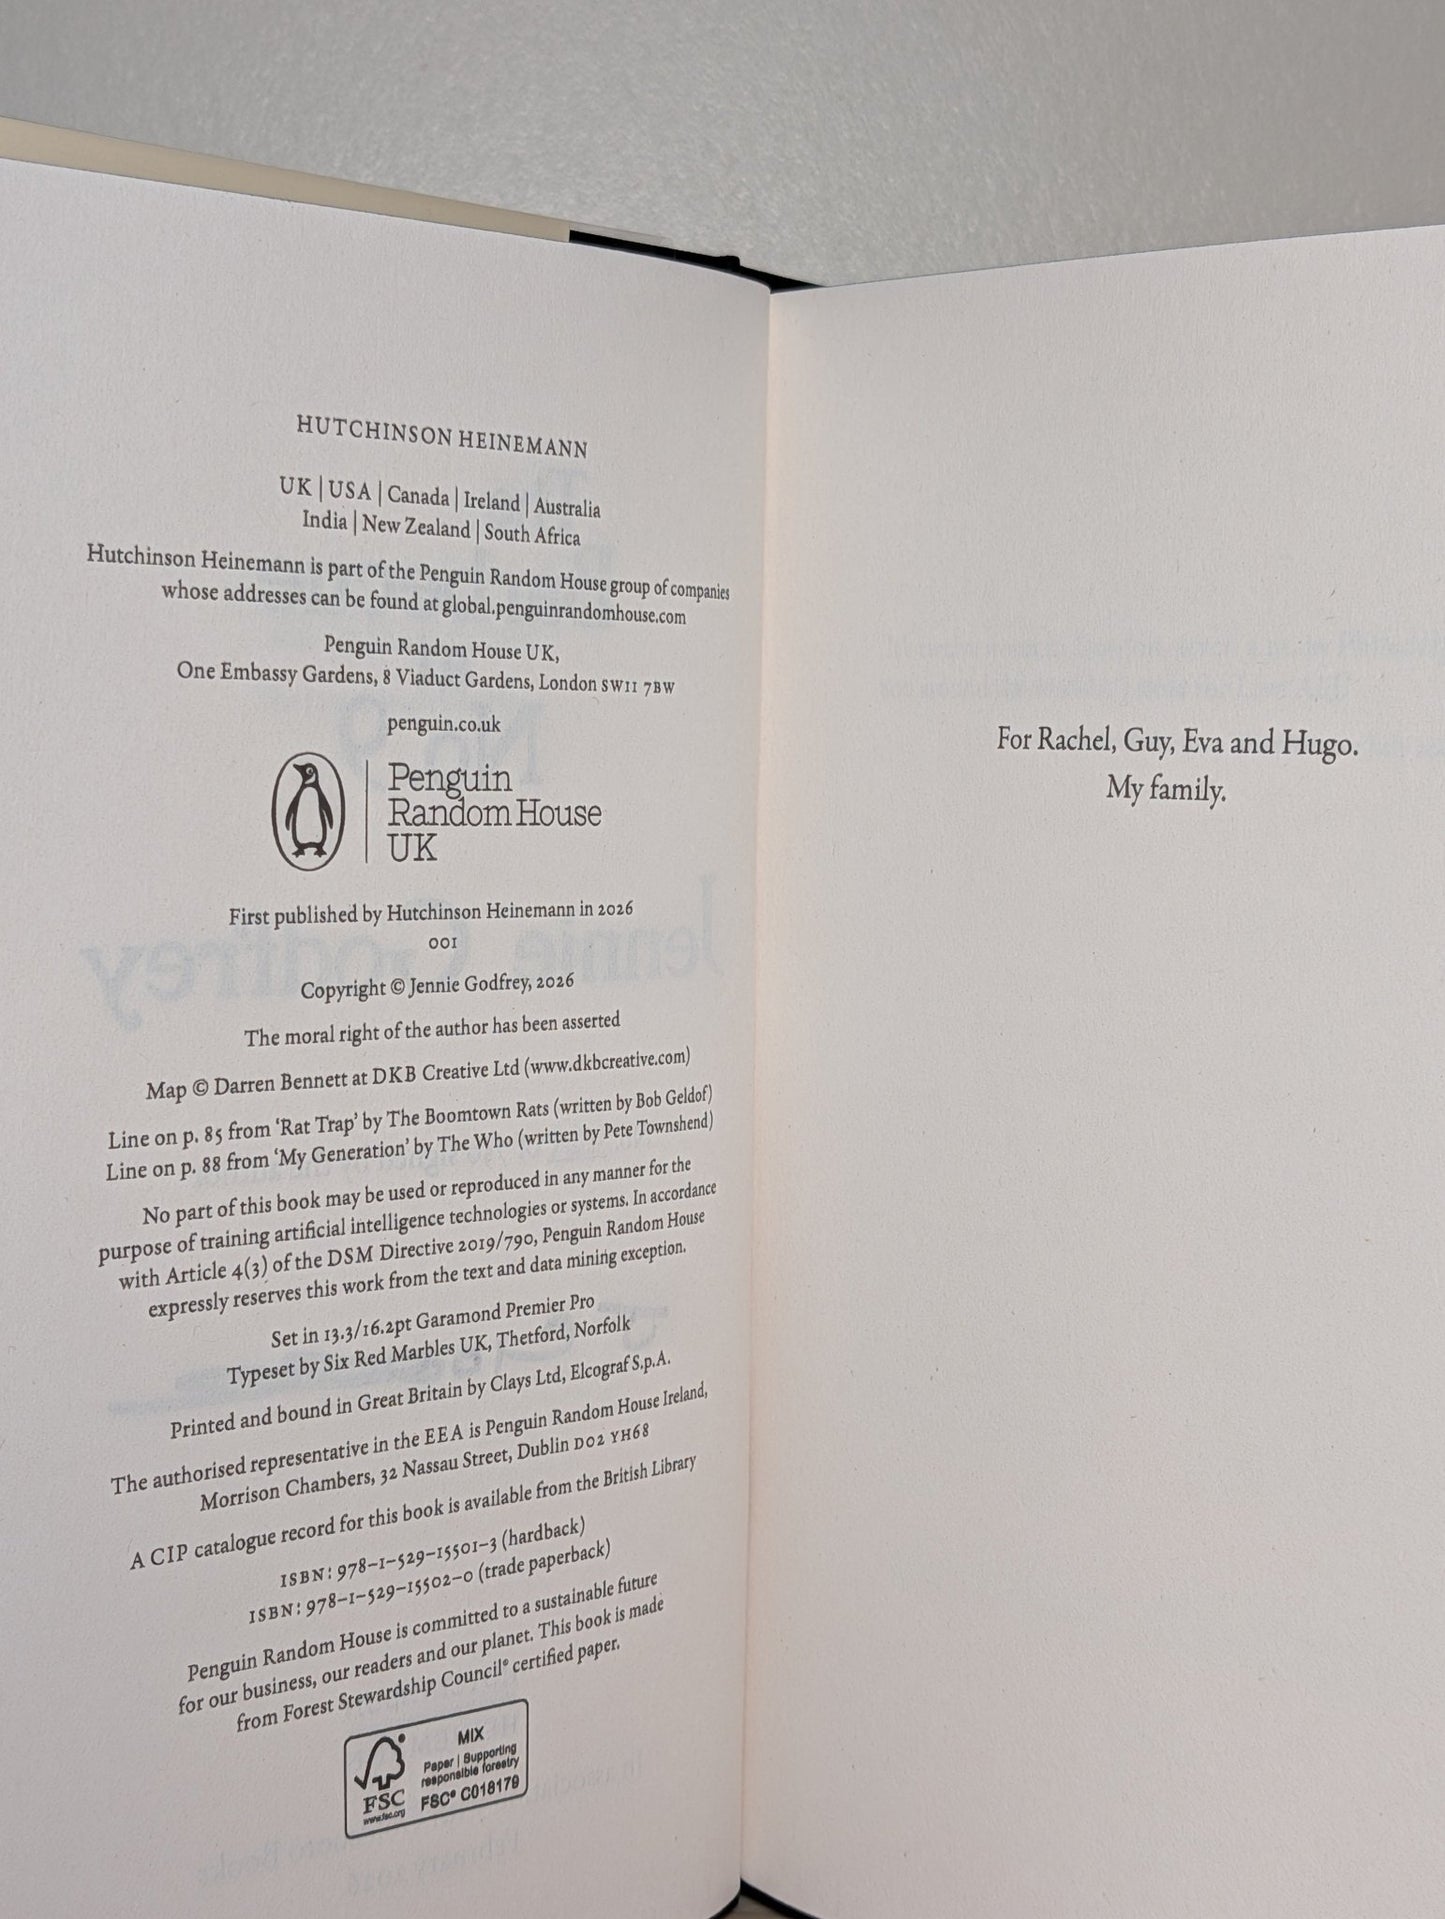 HUTCHINSON HEINEMANN
UK | USA | Canada | Ireland | Australia
India | New Zealand | South Africa
Hutchinson Heinemann is part of the Penguin Random House group of companies
whose addresses can be found at global.penguinrandomhouse.com
Penguin Random House UK,
One Embassy Gardens, 8 Viaduct Gardens, London SW11 7BW
penguin.co.uk
Penguin
Random House
UK
First published by Hutchinson Heinemann in 2026
001
Copyright © Jennie Godfrey, 2026
The moral right of the author has been asserted
Map © Darren Bennett at DKB Creative Ltd (www.dkbcreative.com)
Line on p. 85 from ‘Rat Trap’ by The Boomtown Rats (written by Bob Geldof)
Line on p. 88 from ‘My Generation’ by The Who (written by Pete Townshend)
No part of this book may be used or reproduced in any manner for the
purpose of training artificial intelligence technologies or systems. In accordance
with Article 4(3) of the DSM Directive 2019/790, Penguin Random House
expressly reserves this work from the text and data mining exception.
Set in 13.3/16.2pt Garamond Premier Pro
Typeset by Six Red Marbles UK, Thetford, Norfolk
Printed and bound in Great Britain by Clays Ltd, Elcograf S.p.A.
The authorised representative in the EEA is Penguin Random House Ireland,
Morrison Chambers, 32 Nassau Street, Dublin D02 YH68
A CIP catalogue record for this book is available from the British Library
ISBN: 978-1-529-15501-3 (hardback)
ISBN: 978-1-529-15502-0 (trade paperback)
Penguin Random House is committed to a sustainable future
for our business, our readers and our planet. This book is made
from Forest Stewardship Council® certified paper.
FSC
www.fsc.org
MIX
Paper | Supporting
responsible forestry
FSC® C018179
For Rachel, Guy, Eva and Hugo.
My family.